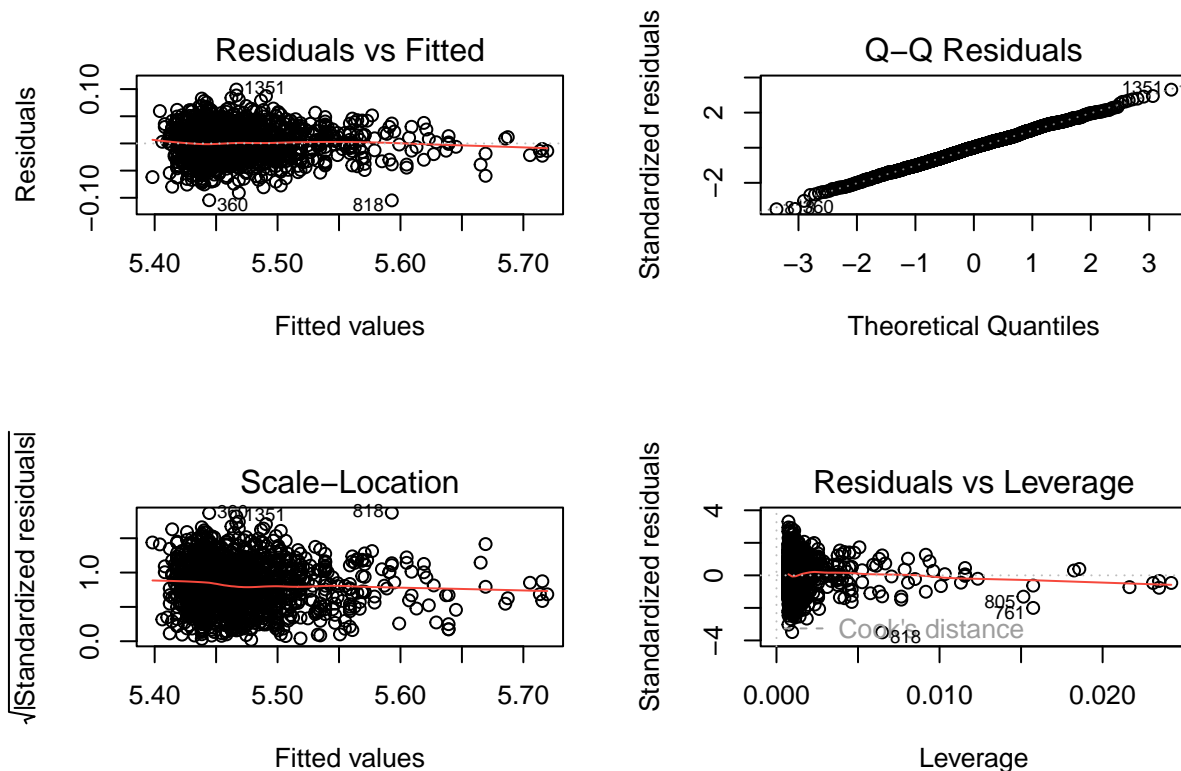 Residuals vs Fitted
Residuals
0.10
−0.10
1351
360
818
5.40
5.50
5.60
5.70
Fitted values
Q−Q Residuals
Standardized residuals
2
−2
1351
360
−3
−2
−1
0
1
2
3
Theoretical Quantiles
Scale−Location
√|Standardized residuals|
1.0
0.0
360
1351
818
5.40
5.50
5.60
5.70
Fitted values
Residuals vs Leverage
Standardized residuals
4
0
−4
805
761
Cook's distance
818
0.000
0.010
0.020
Leverage